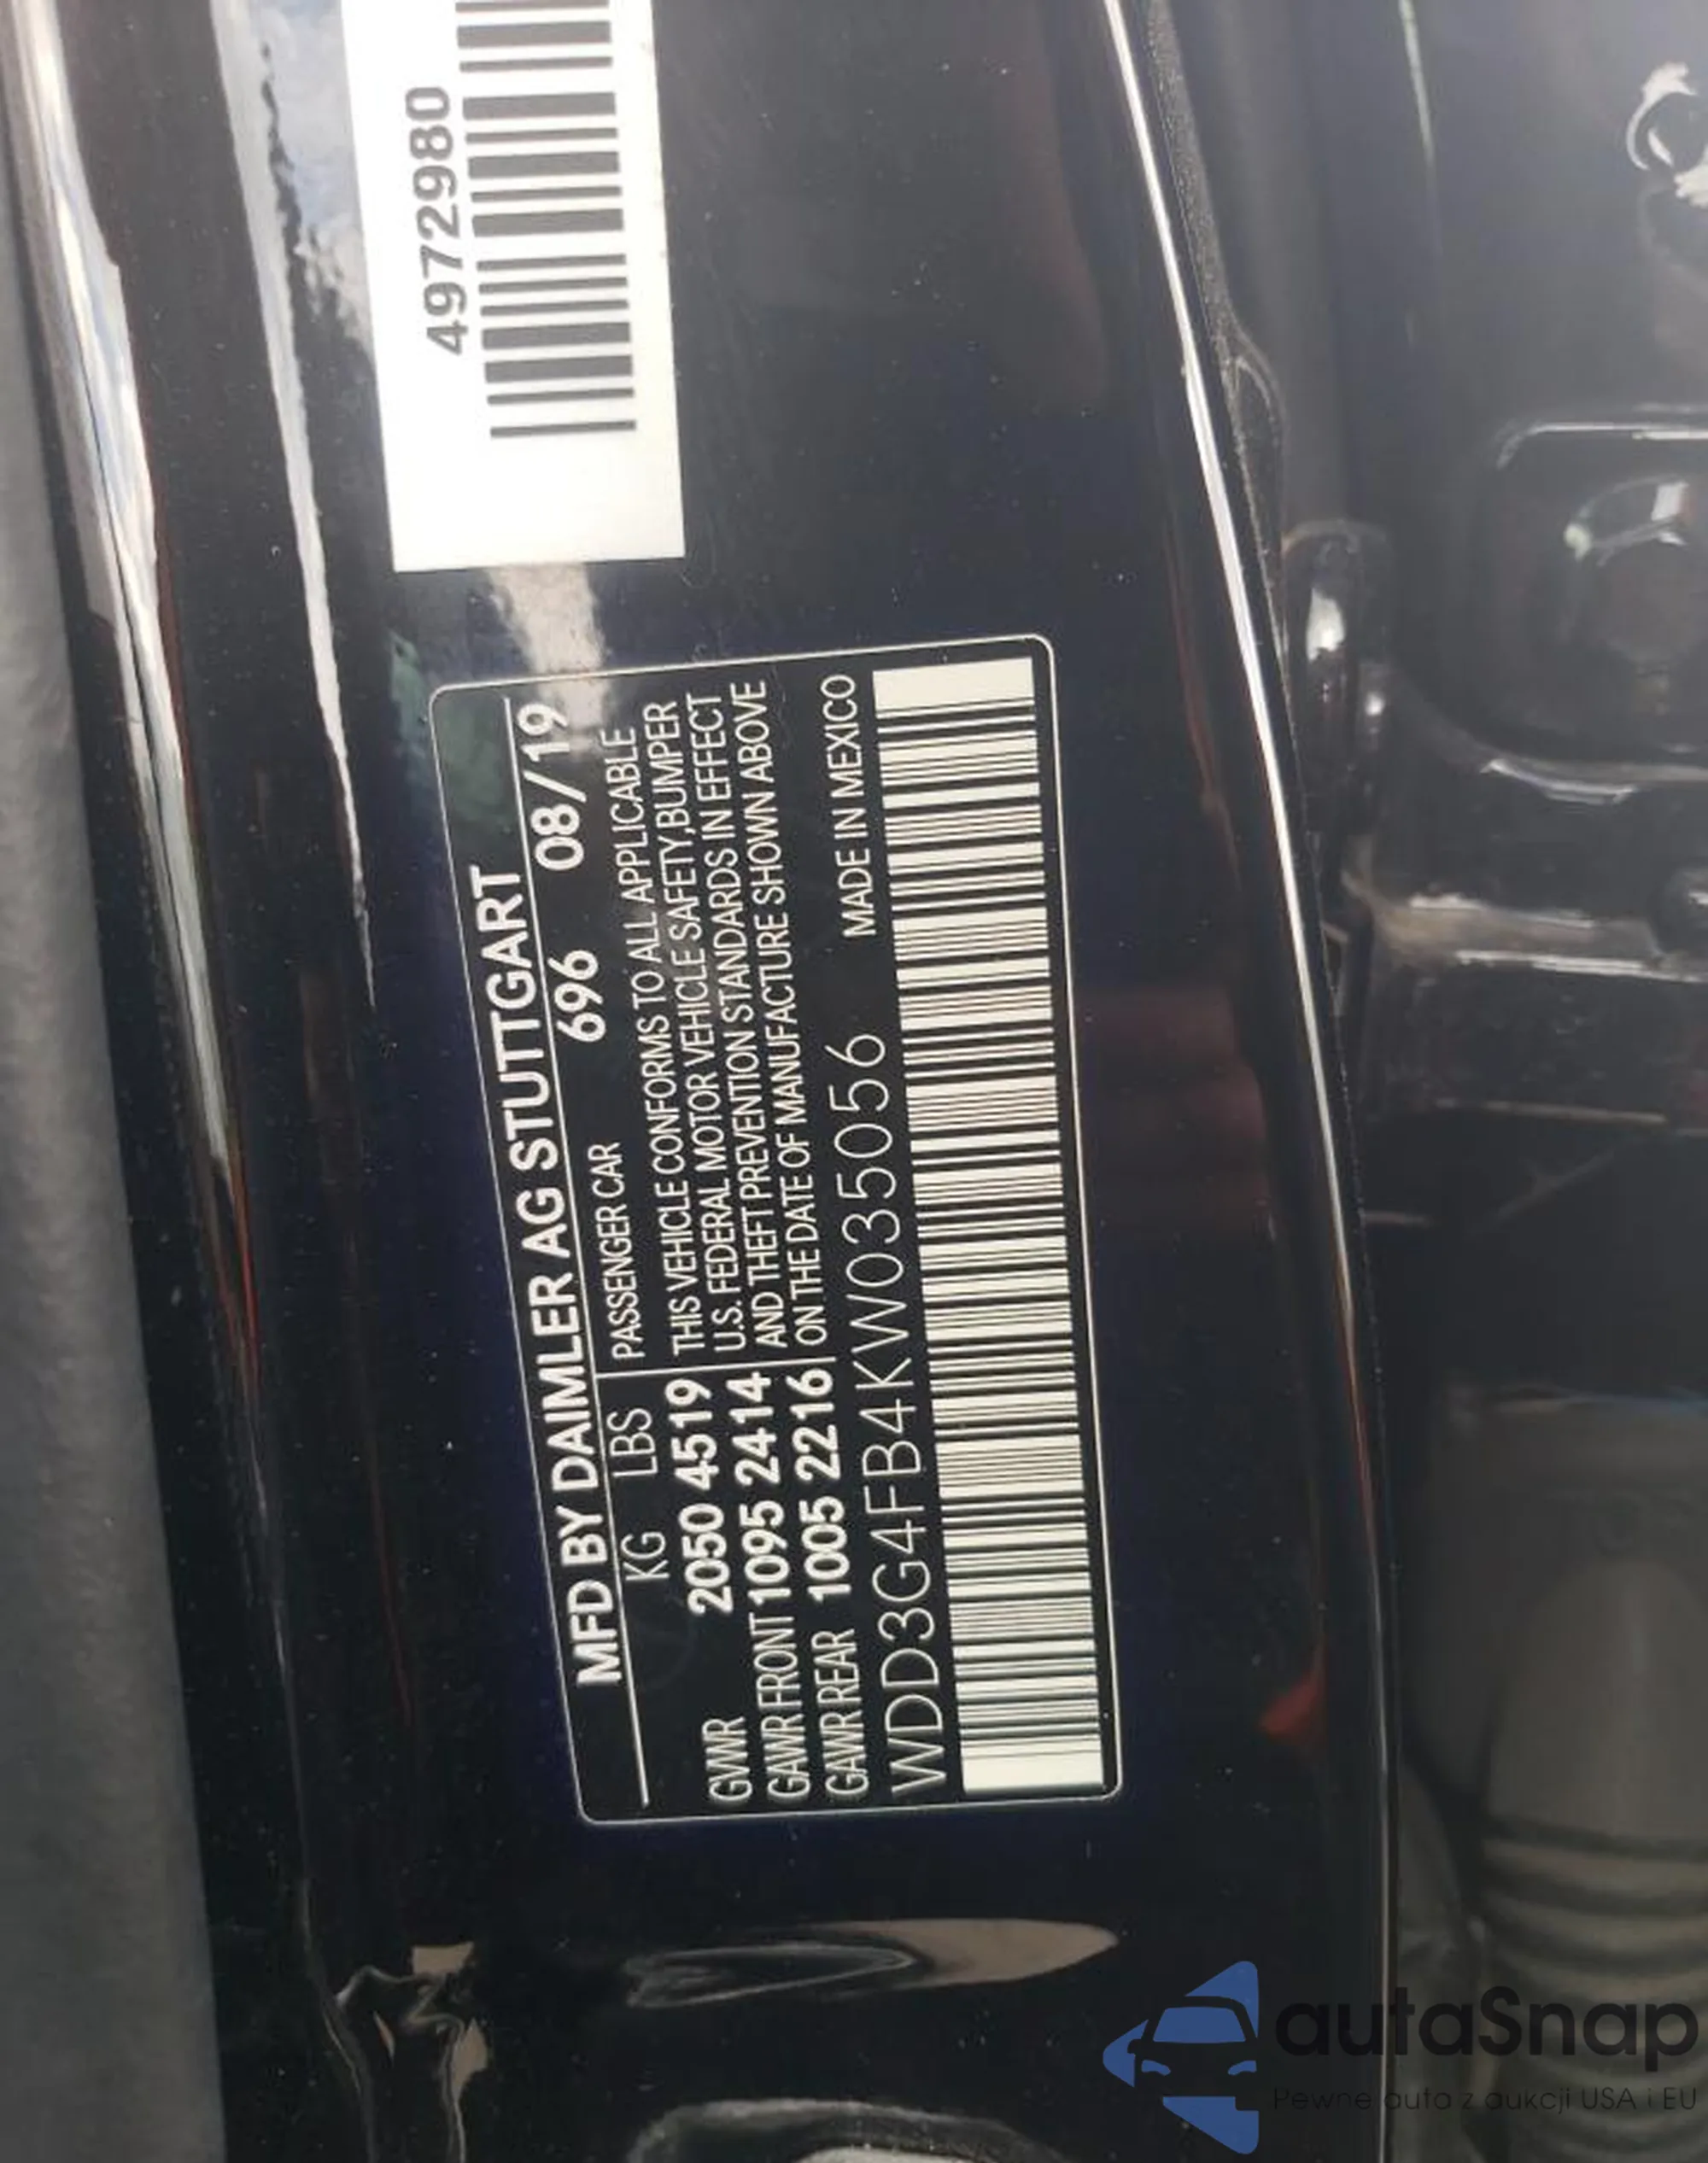 4972980
MFD BY DAIMLER AG STUTTGART
KG LBS PASSENGER CAR 696 08/19
GVWR 2050 4519
GAWR FRONT 1095 2414
GAWR REAR 1005 2216
THIS VEHICLE CONFORMS TO ALL APPLICABLE
U.S. FEDERAL MOTOR VEHICLE SAFETY,BUMPER
AND THEFT PREVENTION STANDARDS IN EFFECT
ON THE DATE OF MANUFACTURE SHOWN ABOVE
WDD3G4FB4KW035056 MADE IN MEXICO
autaSnap
Pewne auta z aukcji USA i EU